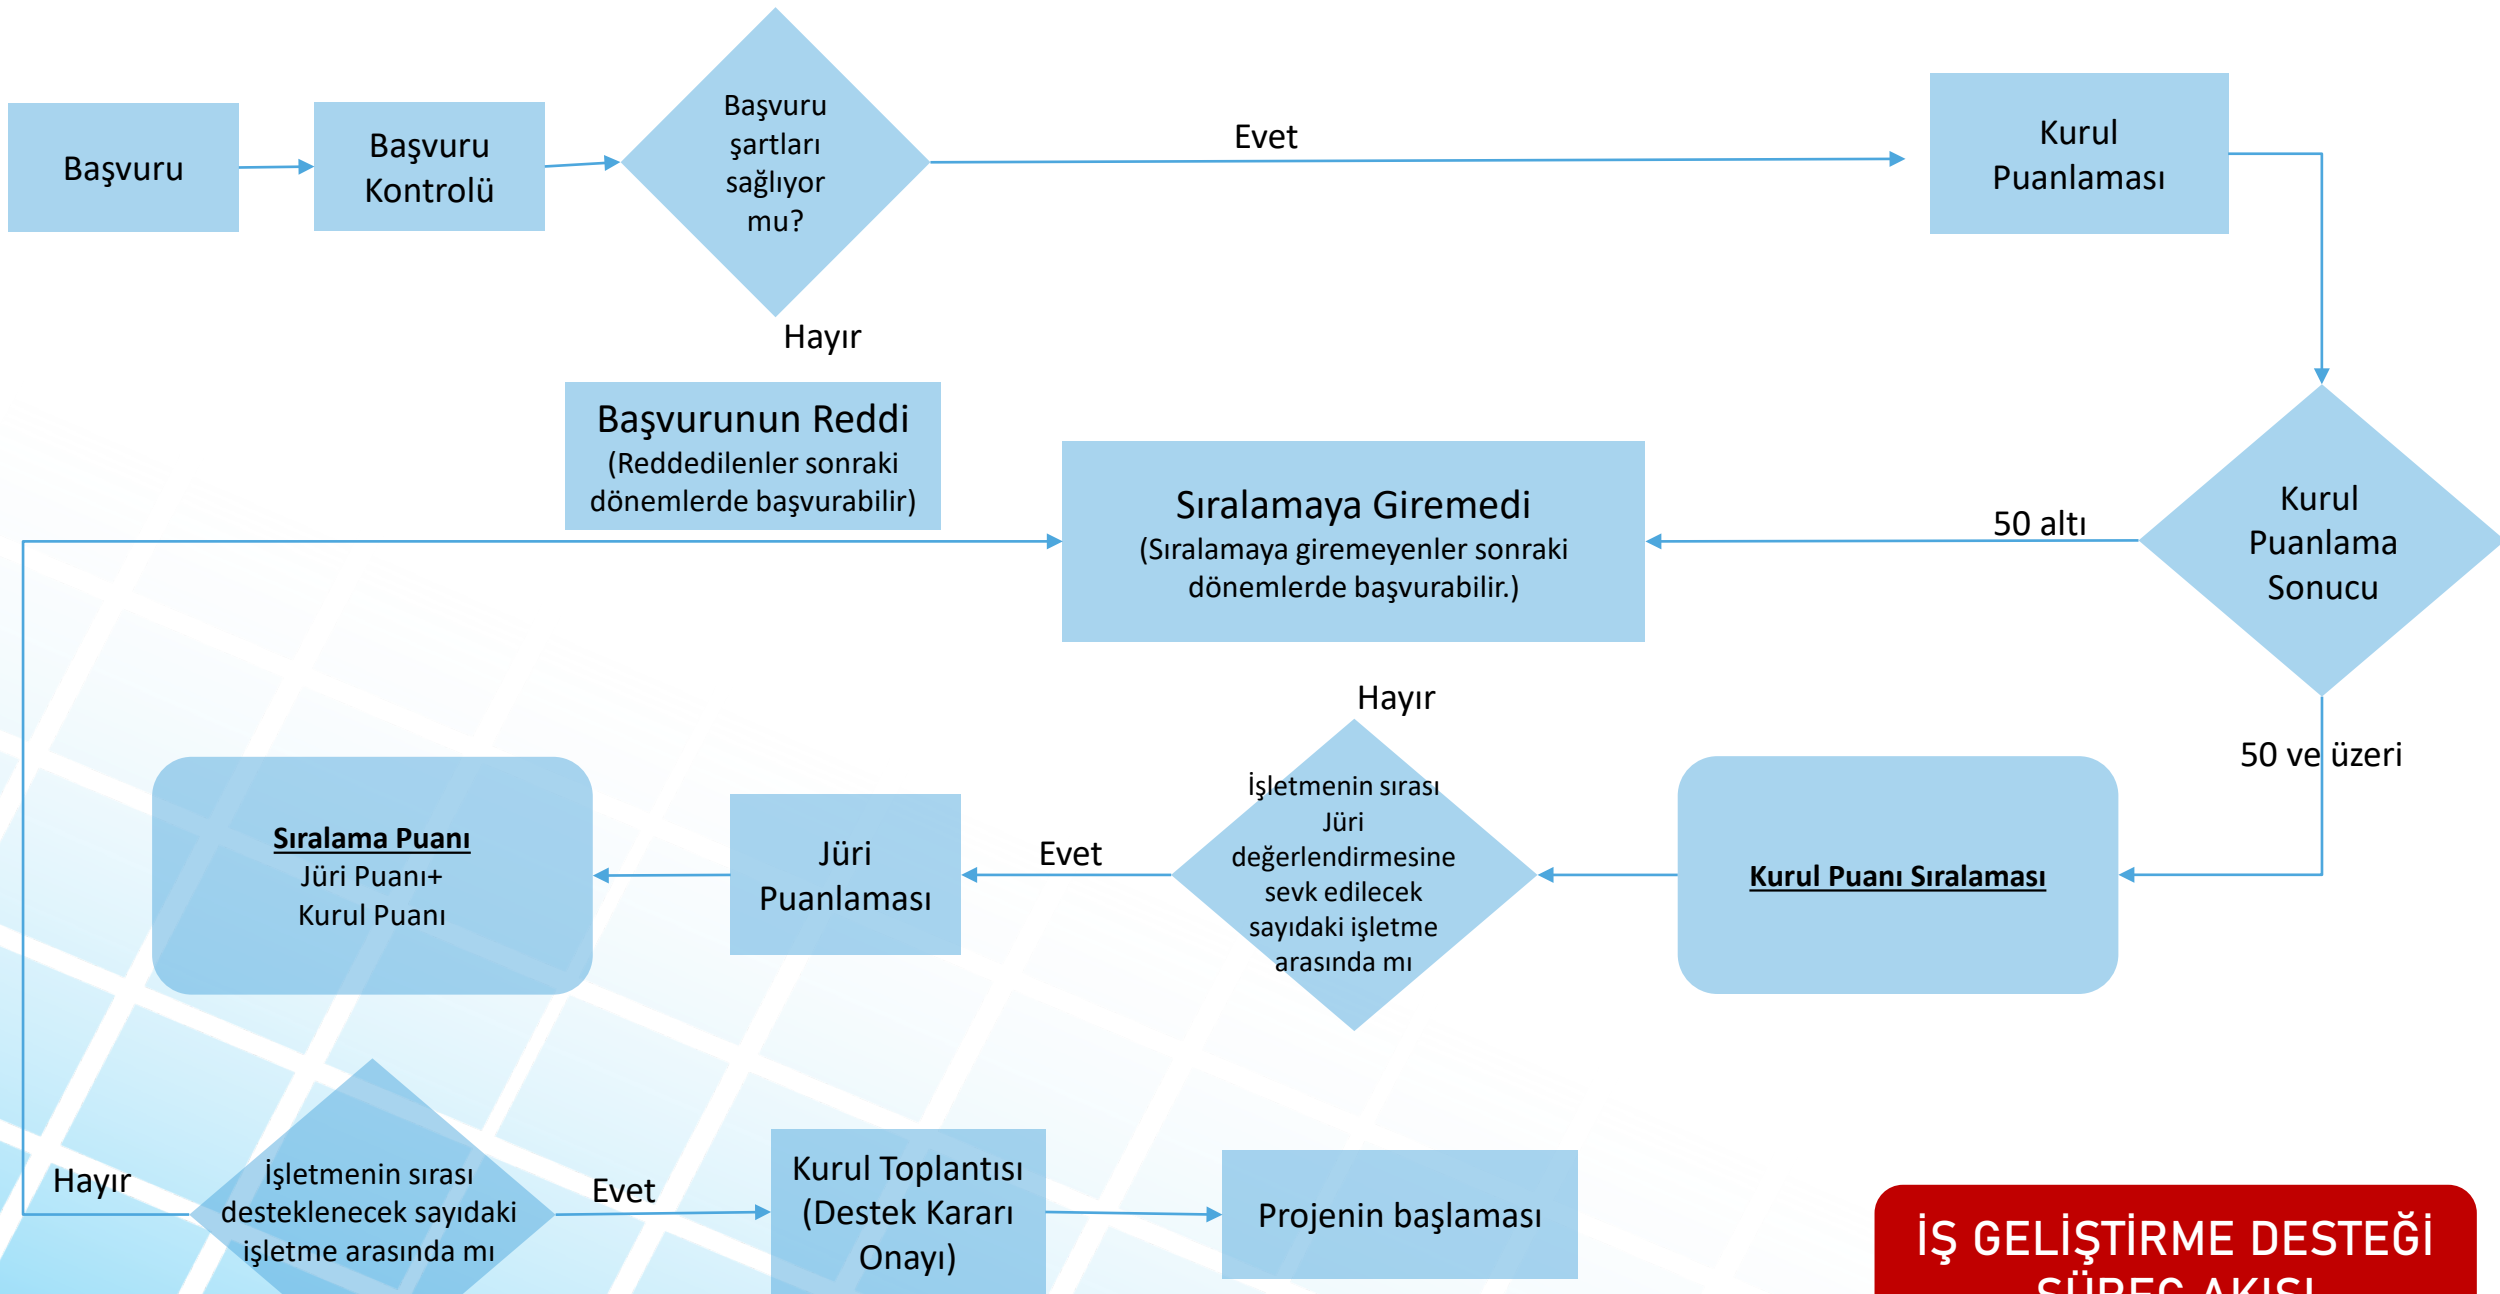 Başvuru
Başvuru
Kontrolü
Başvuru
şartları
sağlıyor
mu?
Evet
Kurul
Puanlaması
Hayır
Başvurunun Reddi
(Reddedilenler sonraki
dönemlerde başvurabilir)
Sıralamaya Giremedi
(Sıralamaya giremeyenler sonraki
dönemlerde başvurabilir.)
50 altı
Kurul
Puanlama
Sonucu
50 ve üzeri
Kurul Puanı Sıralaması
Hayır
İşletmenin sırası
Jüri
değerlendirmesine
sevk edilecek
sayıdaki işletme
arasında mı
Evet
Jüri
Puanlaması
Sıralama Puanı
Jüri Puanı+
Kurul Puanı
Hayır
İşletmenin sırası
desteklenecek sayıdaki
işletme arasında mı
Evet
Kurul Toplantısı
(Destek Kararı
Onayı)
Projenin başlaması
İŞ GELİŞTİRME DESTEĞİ
SÜREÇ AKIŞI